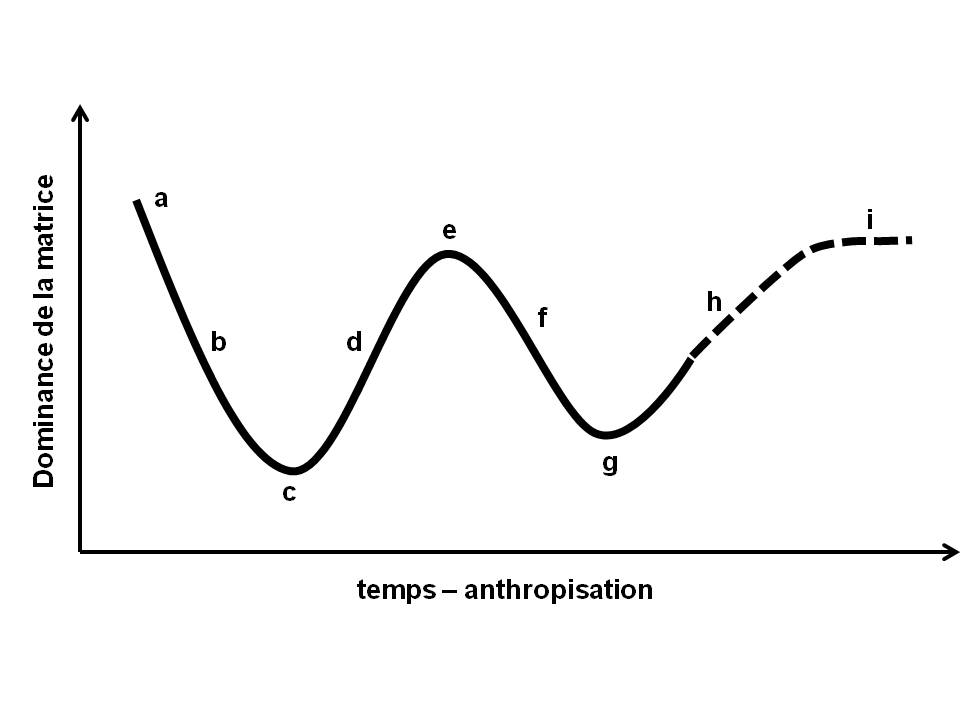 Dominance de la matrice
a
b
c
d
e
f
g
h
i
temps – anthropisation